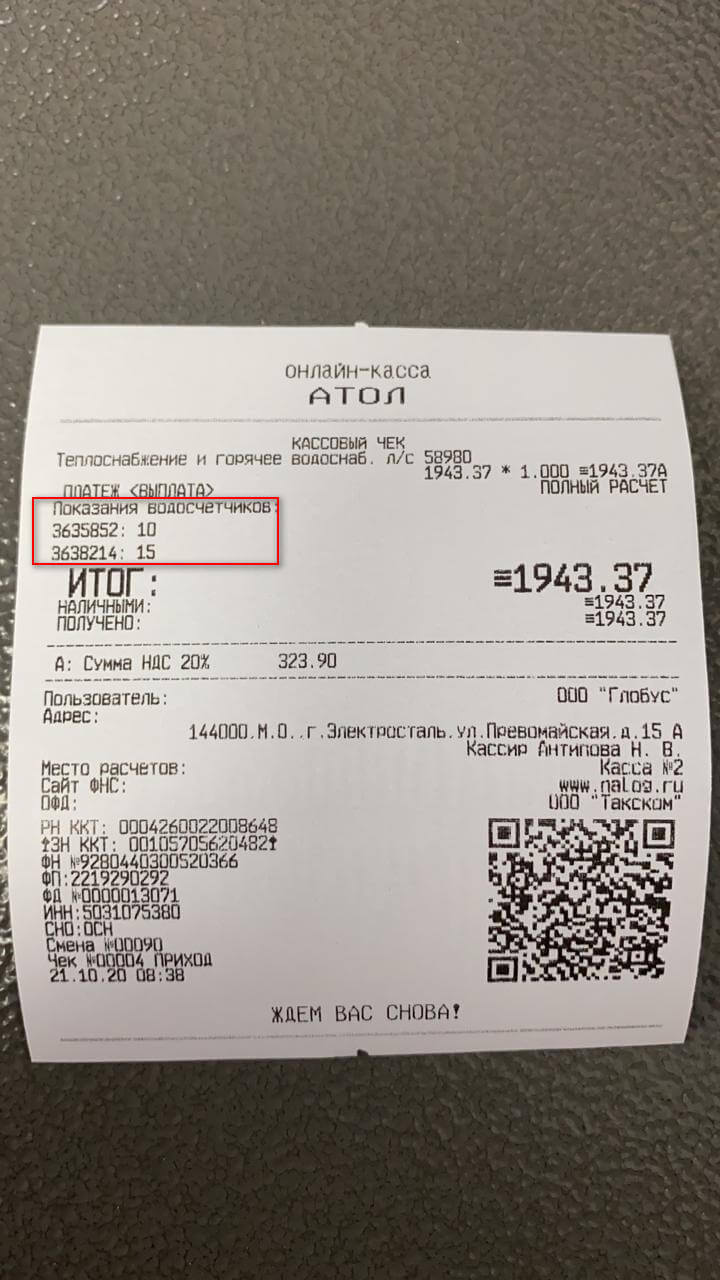 ОНЛАЙН-КАССА
АТОЛ
КАССОВЫЙ ЧЕК
Теплоснабжение и горячее водоснаб. л/с 58980
1943.37 * 1.000 ≡1943.37А
ПОЛНЫЙ РАСЧЕТ
ПЛАТЕЖ <ВЫПЛАТА>
Показания водосчетчиков:
3635852: 10
3638214: 15
ИТОГ: ≡1943.37
НАЛИЧНЫМИ: ≡1943.37
ПОЛУЧЕНО: ≡1943.37
А: Сумма НДС 20% 323.90
Пользователь: ООО "Глобус"
Адрес:
144000.М.О..г.Электросталь.ул.Превомайская.д.15 А
Кассир Антипова Н. В.
Место расчетов: Касса №2
Сайт ФНС: www.nalog.ru
ОФД: ООО "Такском"
РН ККТ: 0004260022008648
↑ЗН ККТ: 00105705620482↑
ФН №9280440300520366
ФП:2219290292
ФД №0000013071
ИНН:5031075380
СНО:ОСН
Смена №00090
Чек №00004 ПРИХОД
21.10.20 08:38
ЖДЕМ ВАС СНОВА!